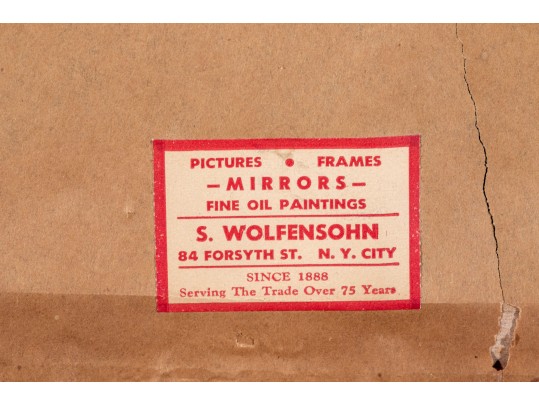 PICTURES • FRAMES
— MIRRORS —
FINE OIL PAINTINGS
S. WOLFENSOHN
84 FORSYTH ST. N. Y. CITY
SINCE 1888
Serving The Trade Over 75 Years